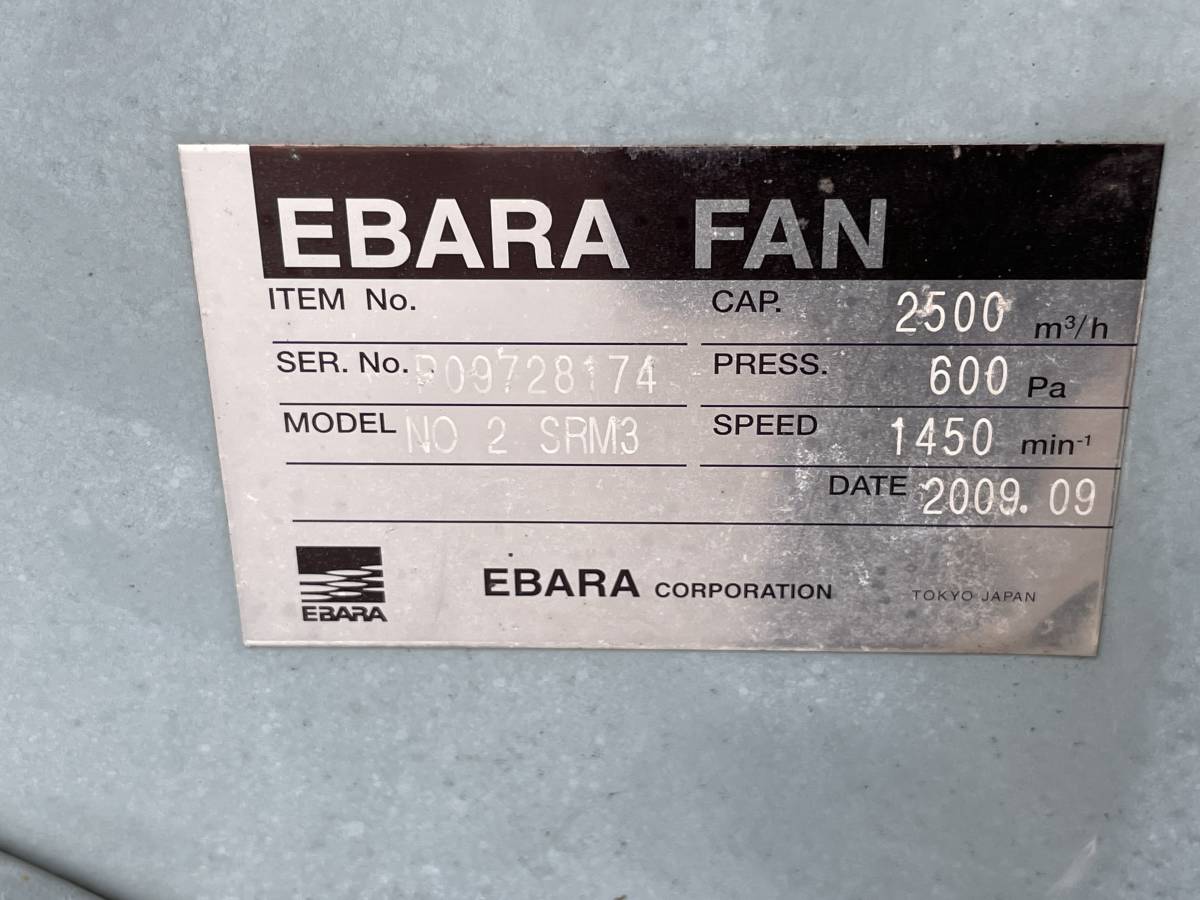 EBARA FAN
ITEM No.
CAP. 2500 m³/h
SER. No. P09728174
PRESS. 600 Pa
MODEL NO 2 SRM3
SPEED 1450 min⁻¹
DATE 2009.09
EBARA
EBARA CORPORATION
TOKYO JAPAN